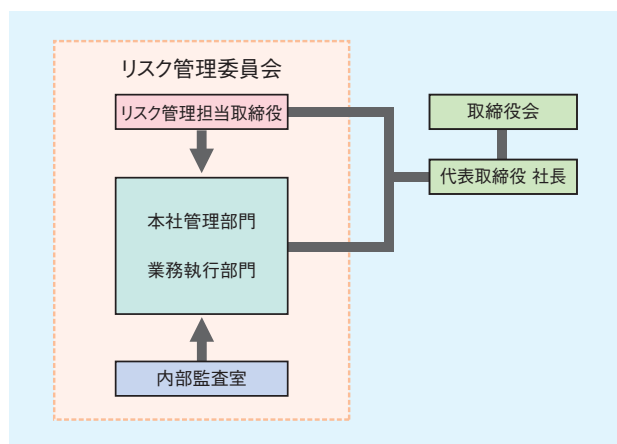 リスク管理委員会
リスク管理担当取締役
取締役会
代表取締役 社長
本社管理部門
業務執行部門
内部監査室